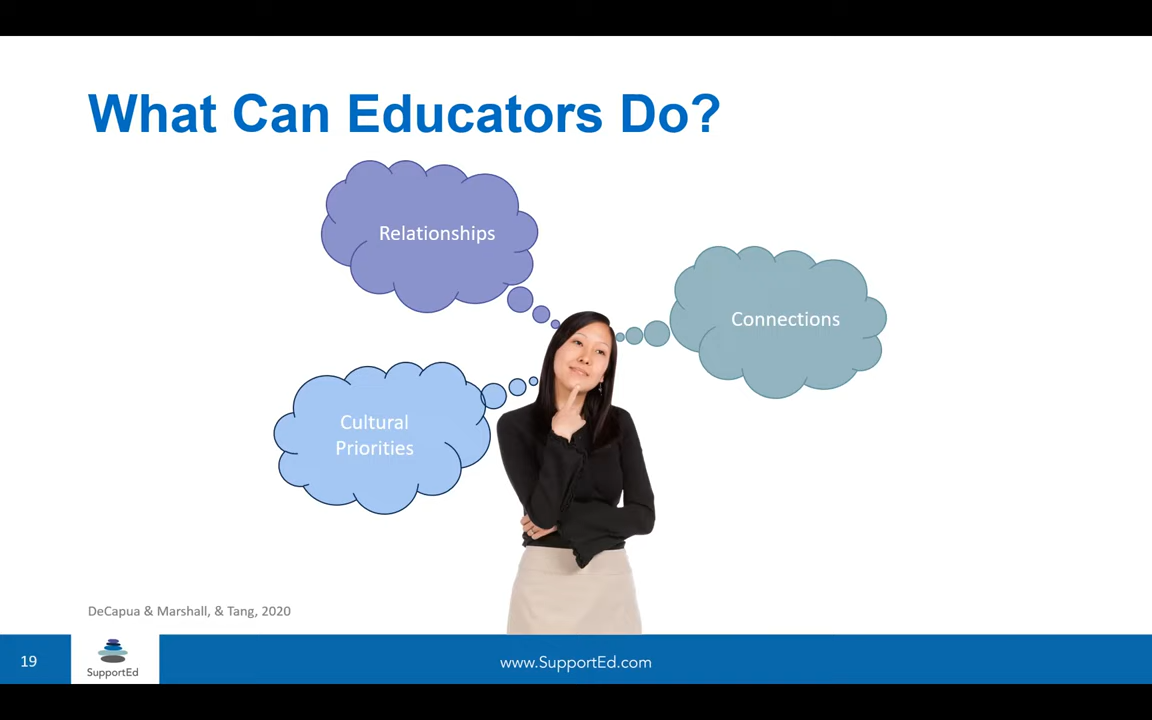 What Can Educators Do?
Relationships
Connections
Cultural
Priorities
DeCapua & Marshall, & Tang, 2020
19
SupportEd
www.SupportEd.com